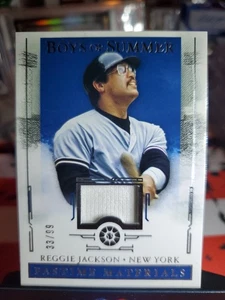 BOYS OF SUMMER
33/99
REGGIE JACKSON • NEW YORK
PASTIME MATERIALS